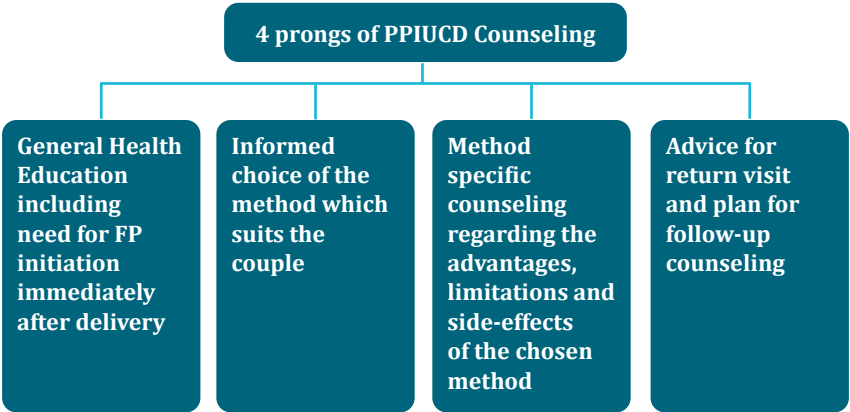 4 prongs of PPIUCD Counseling
General Health
Education
including
need for FP
initiation
immediately
after delivery
Informed
choice of the
method which
suits the
couple
Method
specific
counseling
regarding the
advantages,
limitations and
side-effects
of the chosen
method
Advice for
return visit
and plan for
follow-up
counseling